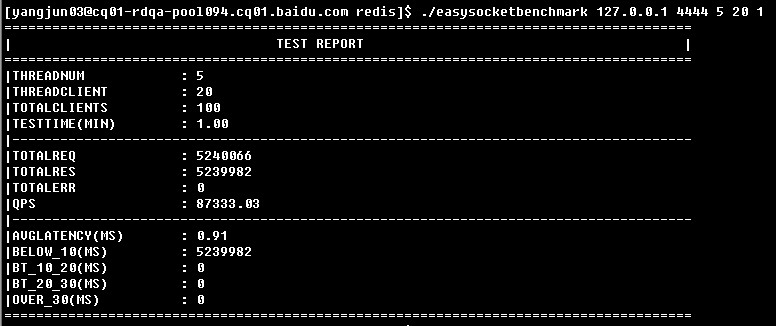 [yangjun03@cq01-rdqa-pool094.cq01.baidu.com redis]$ ./easysocketbenchmark 127.0.0.1 4444 5 20 1
===================================================================================
| TEST REPORT |
===================================================================================
|THREADNUM : 5
|THREADCLIENT : 20
|TOTALCLIENTS : 100
|TESTTIME(MIN) : 1.00
|----------------------------------------------------------------------------------
|TOTALREQ : 5240066
|TOTALRES : 5239982
|TOTALERR : 0
|QPS : 87333.03
|----------------------------------------------------------------------------------
|AVGLATENCY(MS) : 0.91
|BELOW_10(MS) : 5239982
|BT_10_20(MS) : 0
|BT_20_30(MS) : 0
|OVER_30(MS) : 0
===================================================================================